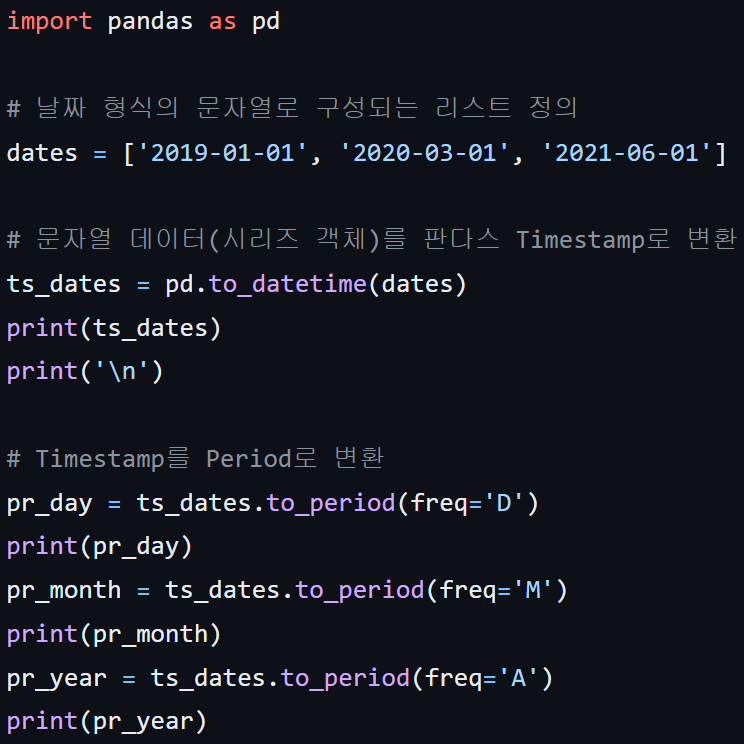 import pandas as pd
# 날짜 형식의 문자열로 구성되는 리스트 정의
dates = ['2019-01-01', '2020-03-01', '2021-06-01']
# 문자열 데이터(시리즈 객체)를 판다스 Timestamp로 변환
ts_dates = pd.to_datetime(dates)
print(ts_dates)
print('\n')
# Timestamp를 Period로 변환
pr_day = ts_dates.to_period(freq='D')
print(pr_day)
pr_month = ts_dates.to_period(freq='M')
print(pr_month)
pr_year = ts_dates.to_period(freq='A')
print(pr_year)